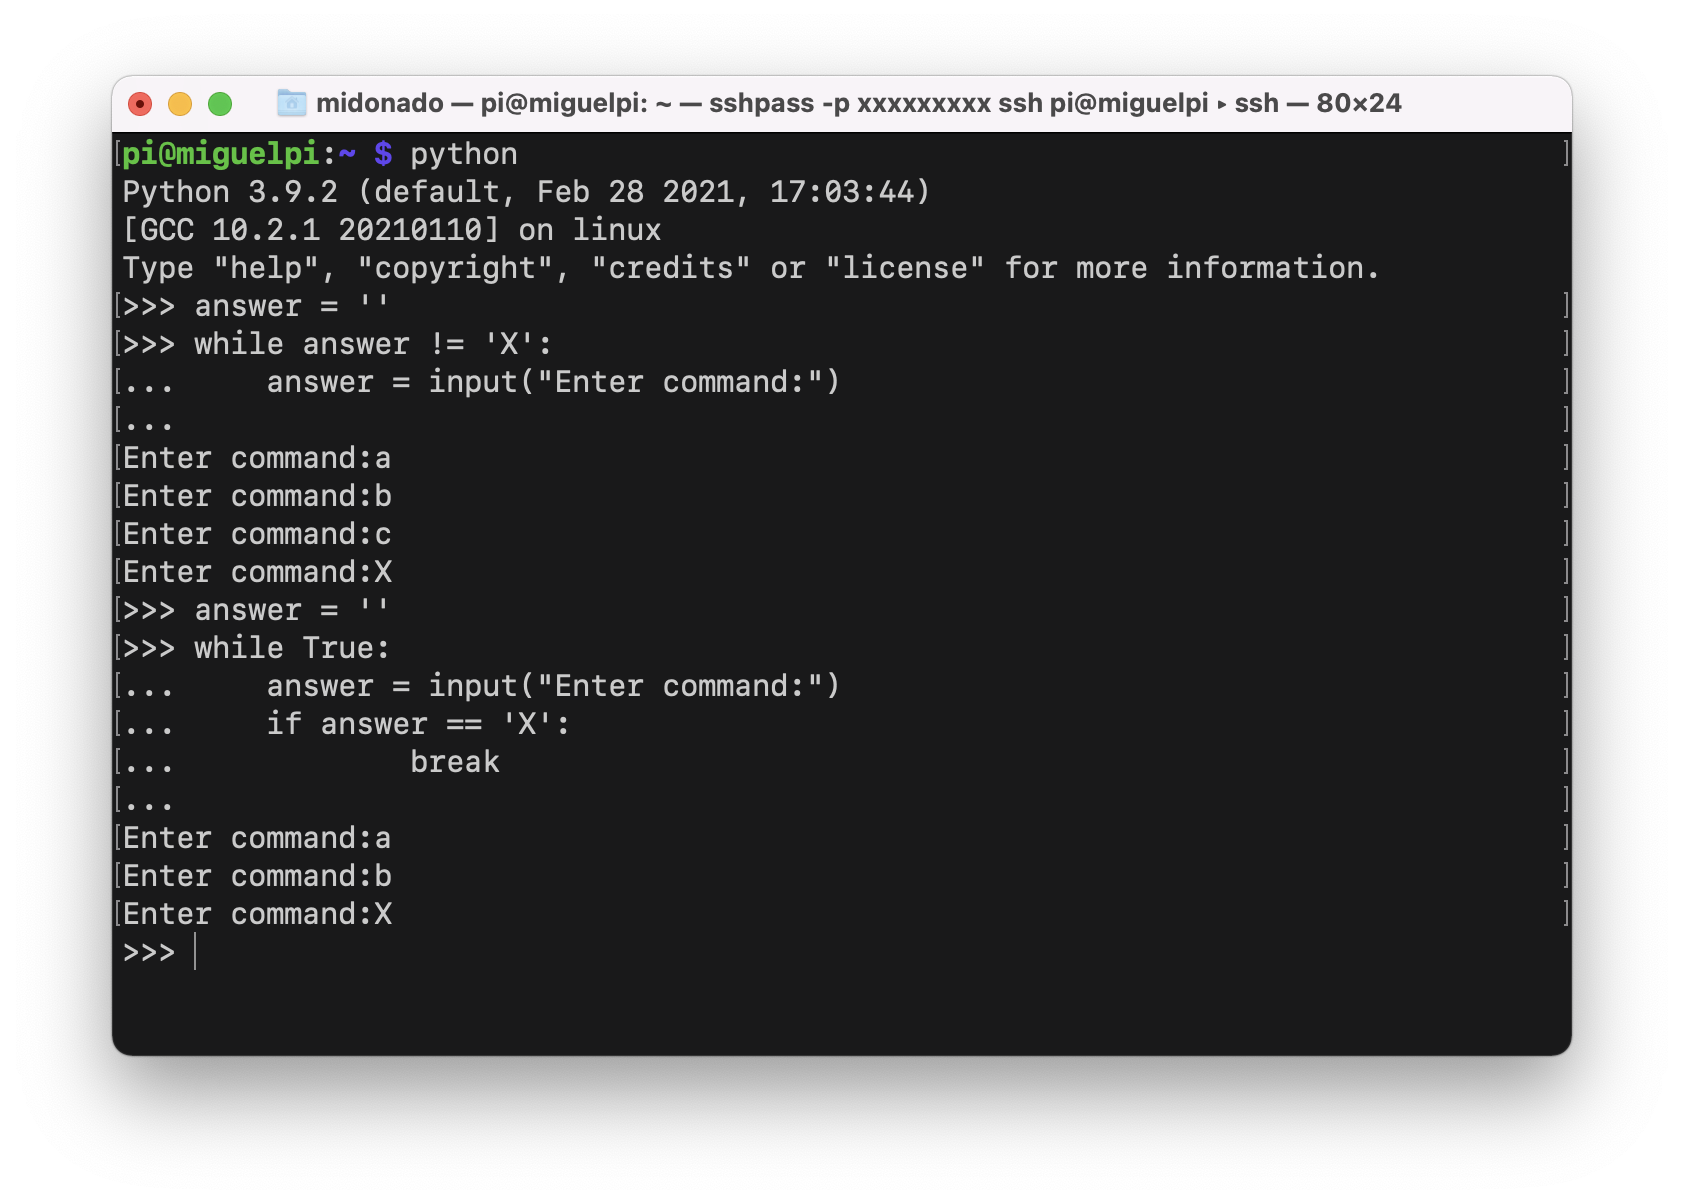 midonado — pi@miguelpi: ~ — sshpass -p xxxxxxxxx ssh pi@miguelpi ▸ ssh — 80×24
[pi@miguelpi:~ $ python ]
Python 3.9.2 (default, Feb 28 2021, 17:03:44)
[GCC 10.2.1 20210110] on linux
Type "help", "copyright", "credits" or "license" for more information.
[>>> answer = '' ]
[>>> while answer != 'X': ]
[...     answer = input("Enter command:") ]
[... ]
[Enter command:a ]
[Enter command:b ]
[Enter command:c ]
[Enter command:X ]
[>>> answer = '' ]
[>>> while True: ]
[...     answer = input("Enter command:") ]
[...     if answer == 'X': ]
[...             break ]
[... ]
[Enter command:a ]
[Enter command:b ]
[Enter command:X ]
>>>